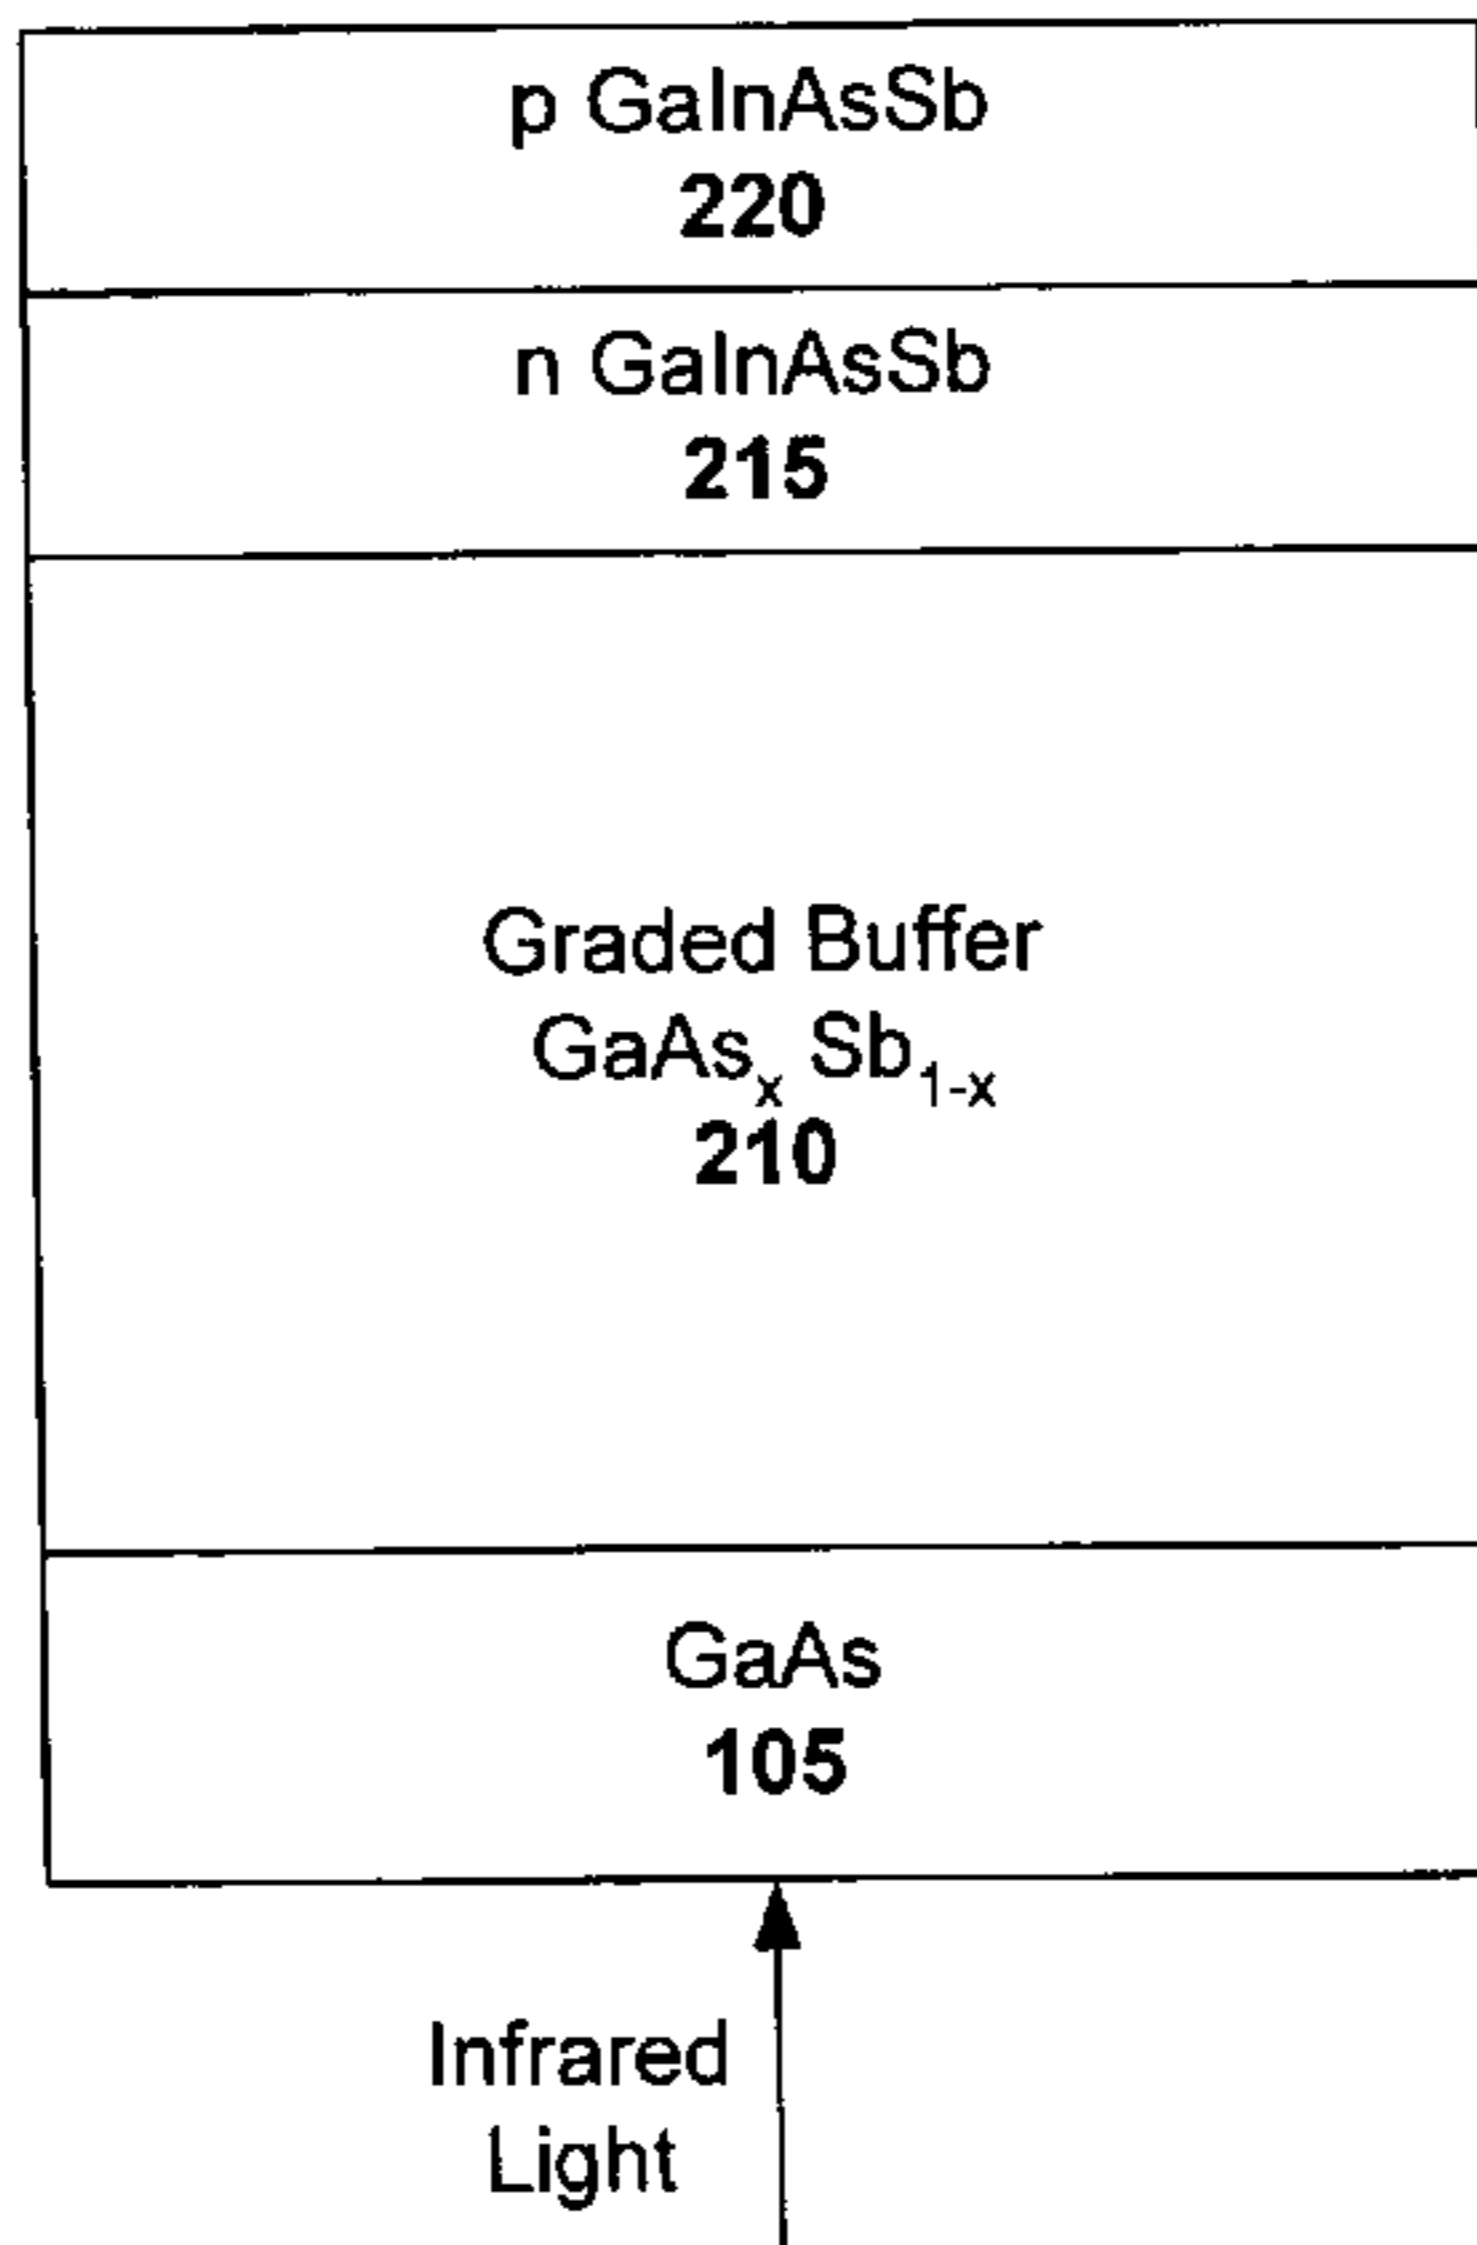 p GaInAsSb
220
n GaInAsSb
215
Graded Buffer
GaAsₓ Sb₁₋ₓ
210
GaAs
105
Infrared
Light